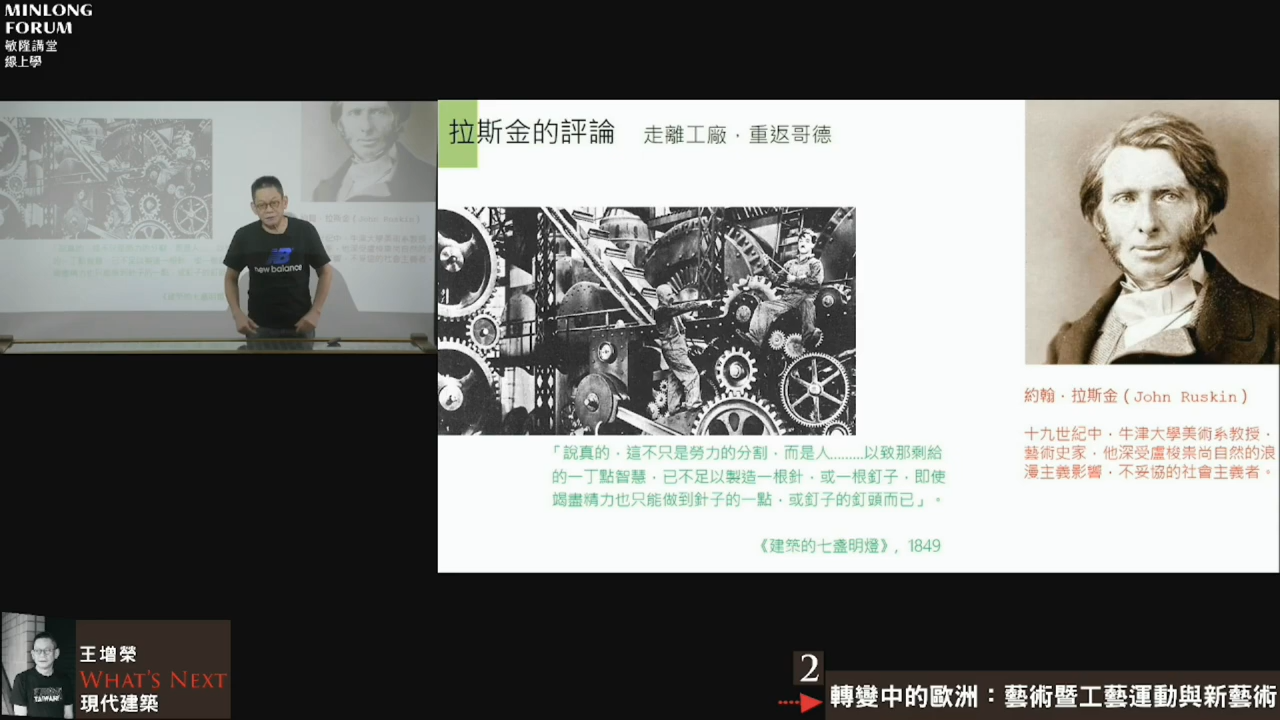 MINLONG
FORUM
敏隆講堂
線上學
拉斯金的評論
走離工廠．重返哥德
new balance
約翰．拉斯金 ( John Ruskin )
十九世紀中，牛津大學美術系教授，
藝術史家，他深受盧梭崇尚自然的浪
漫主義影響，不妥協的社會主義者。
「說真的，這不只是勞力的分割，而是人........以致那剩給
的一丁點智慧，已不足以製造一根針，或一根釘子，即使
竭盡精力也只能做到針子的一點，或釘子的釘頭而已」。
《建築的七盞明燈》, 1849
王增榮
WHAT'S NEXT
現代建築
TAIWAN
2
轉變中的歐洲：藝術暨工藝運動與新藝術